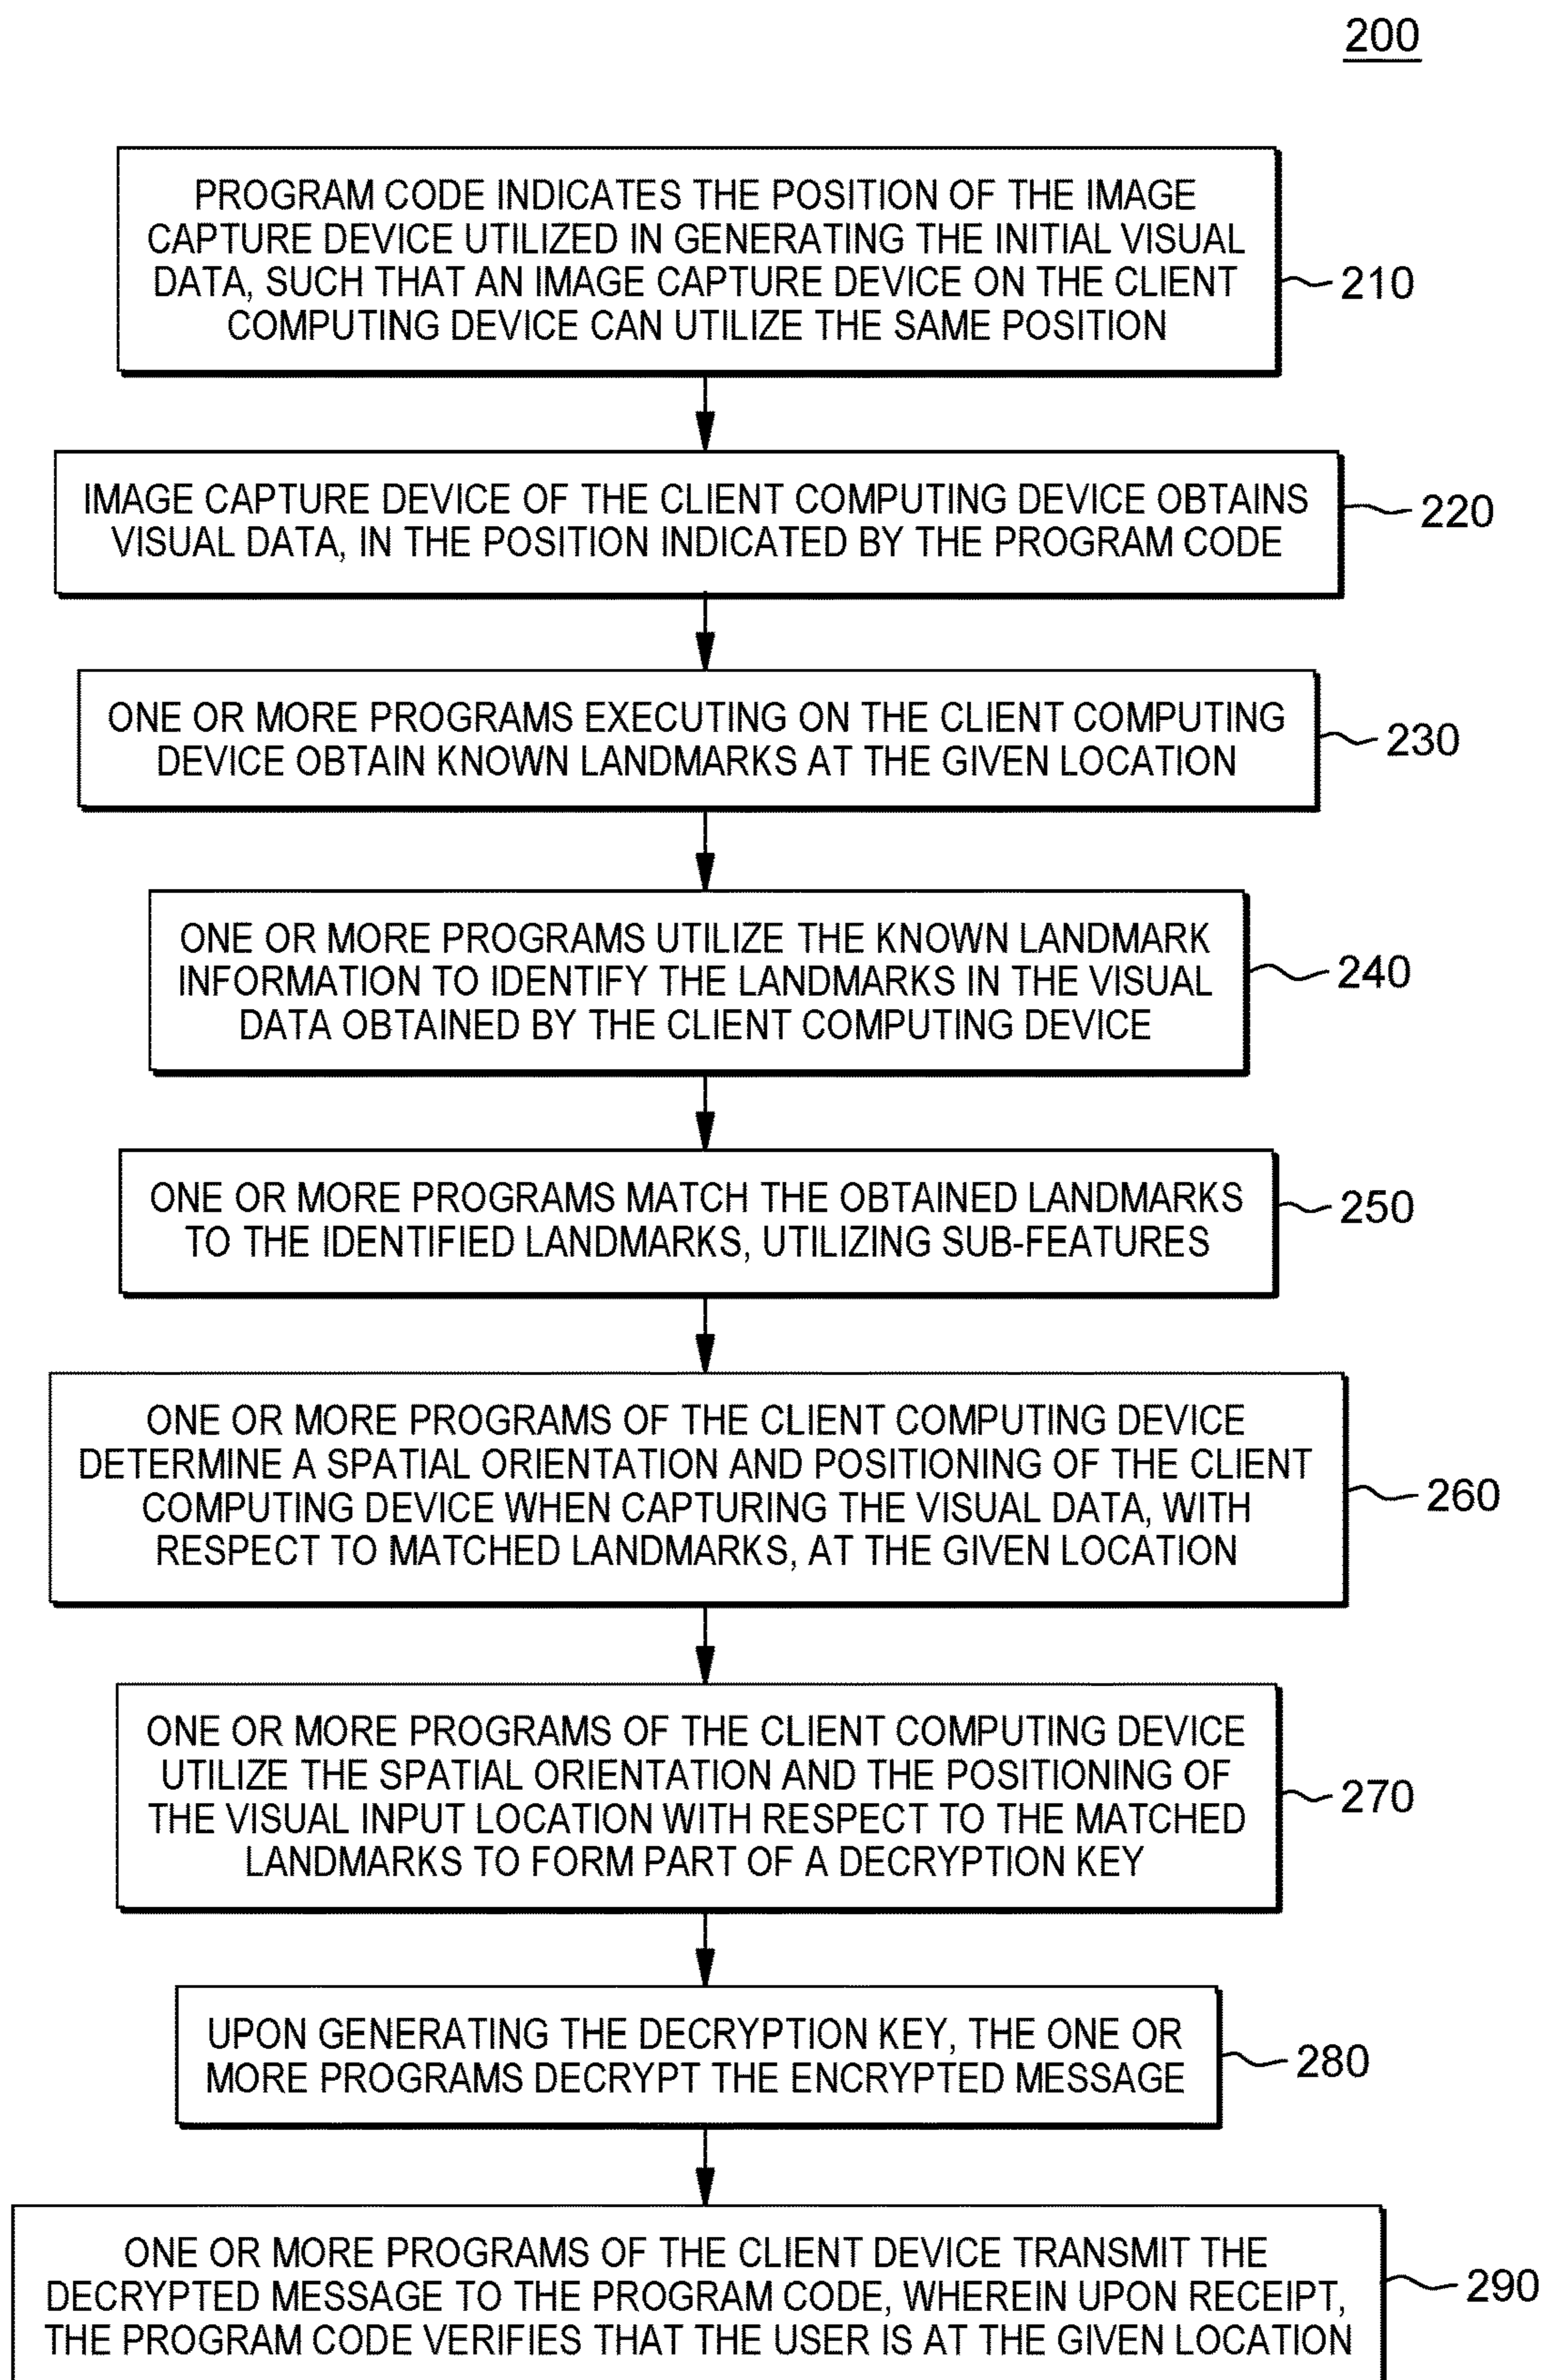 200
PROGRAM CODE INDICATES THE POSITION OF THE IMAGE
CAPTURE DEVICE UTILIZED IN GENERATING THE INITIAL VISUAL
DATA, SUCH THAT AN IMAGE CAPTURE DEVICE ON THE CLIENT
COMPUTING DEVICE CAN UTILIZE THE SAME POSITION
210
IMAGE CAPTURE DEVICE OF THE CLIENT COMPUTING DEVICE OBTAINS
VISUAL DATA, IN THE POSITION INDICATED BY THE PROGRAM CODE
220
ONE OR MORE PROGRAMS EXECUTING ON THE CLIENT COMPUTING
DEVICE OBTAIN KNOWN LANDMARKS AT THE GIVEN LOCATION
230
ONE OR MORE PROGRAMS UTILIZE THE KNOWN LANDMARK
INFORMATION TO IDENTIFY THE LANDMARKS IN THE VISUAL
DATA OBTAINED BY THE CLIENT COMPUTING DEVICE
240
ONE OR MORE PROGRAMS MATCH THE OBTAINED LANDMARKS
TO THE IDENTIFIED LANDMARKS, UTILIZING SUB-FEATURES
250
ONE OR MORE PROGRAMS OF THE CLIENT COMPUTING DEVICE
DETERMINE A SPATIAL ORIENTATION AND POSITIONING OF THE CLIENT
COMPUTING DEVICE WHEN CAPTURING THE VISUAL DATA, WITH
RESPECT TO MATCHED LANDMARKS, AT THE GIVEN LOCATION
260
ONE OR MORE PROGRAMS OF THE CLIENT COMPUTING DEVICE
UTILIZE THE SPATIAL ORIENTATION AND THE POSITIONING OF
THE VISUAL INPUT LOCATION WITH RESPECT TO THE MATCHED
LANDMARKS TO FORM PART OF A DECRYPTION KEY
270
UPON GENERATING THE DECRYPTION KEY, THE ONE OR
MORE PROGRAMS DECRYPT THE ENCRYPTED MESSAGE
280
ONE OR MORE PROGRAMS OF THE CLIENT DEVICE TRANSMIT THE
DECRYPTED MESSAGE TO THE PROGRAM CODE, WHEREIN UPON RECEIPT,
THE PROGRAM CODE VERIFIES THAT THE USER IS AT THE GIVEN LOCATION
290